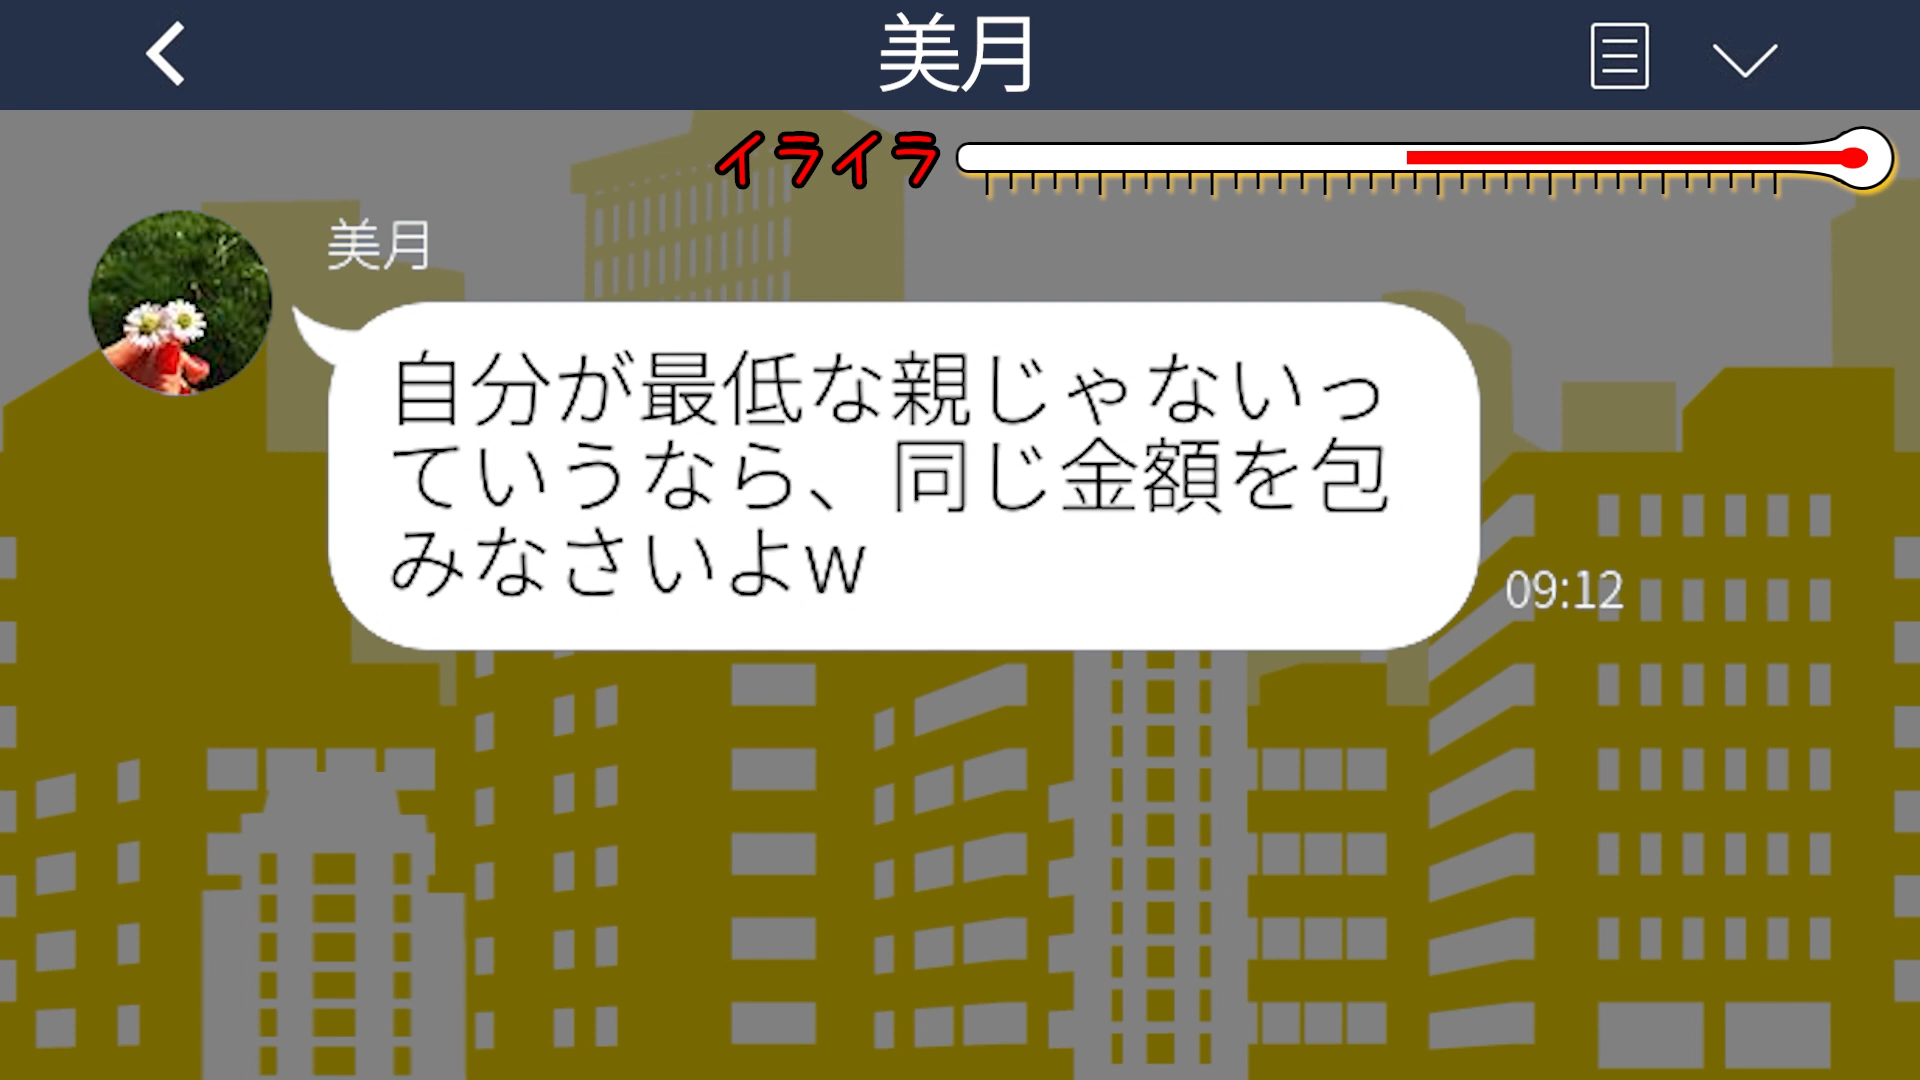 美月
イライラ
美月
自分が最低な親じゃないっ
ていうなら、同じ金額を包
みなさいよw
09:12